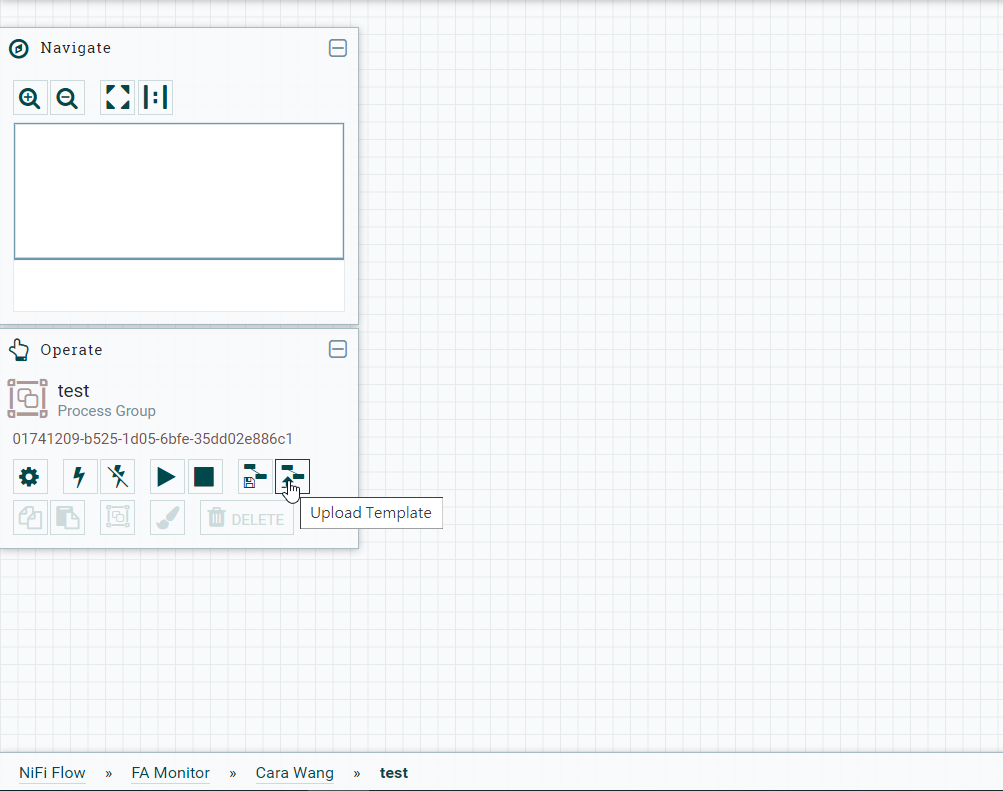 Navigate
Operate
test
Process Group
01741209-b525-1d05-6bfe-35dd02e886c1
DELETE
Upload Template
NiFi Flow » FA Monitor » Cara Wang » test